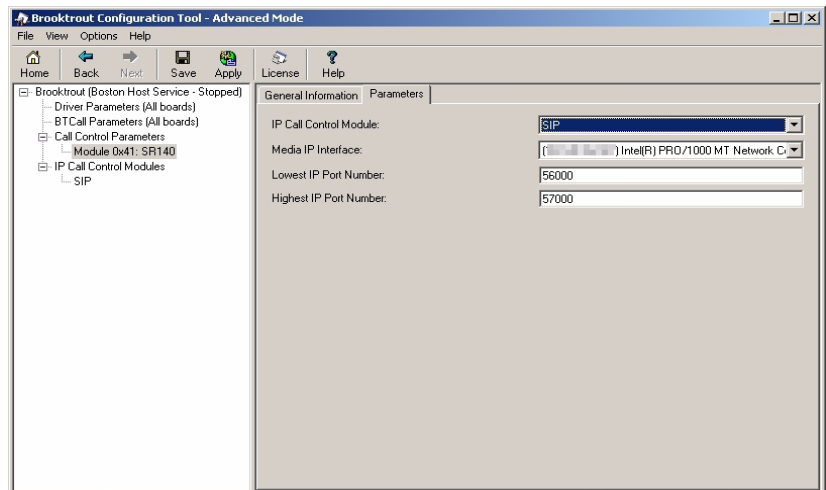 Brooktrout Configuration Tool - Advanced Mode
File View Options Help
Home Back Next Save Apply License Help
Brooktrout (Boston Host Service - Stopped)
Driver Parameters (All boards)
BTCall Parameters (All boards)
Call Control Parameters
Module 0x41: SR140
IP Call Control Modules
SIP
General Information Parameters
IP Call Control Module: SIP
Media IP Interface: ( ) Intel(R) PRO/1000 MT Network C
Lowest IP Port Number: 56000
Highest IP Port Number: 57000